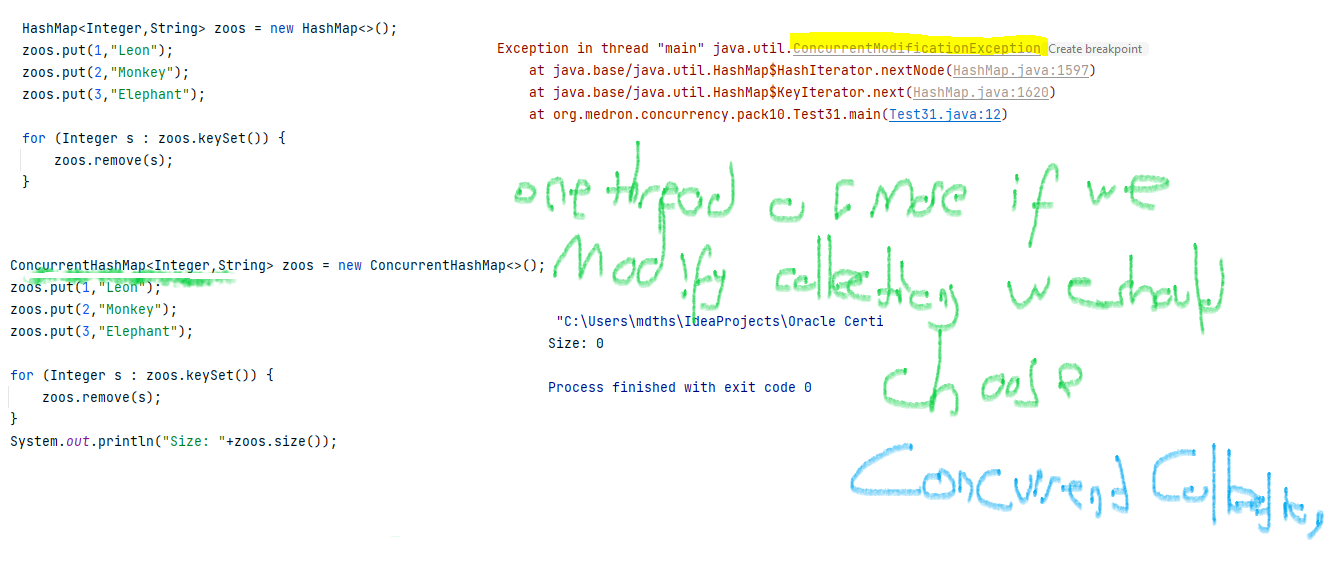 HashMap<Integer,String> zoos = new HashMap<>();
zoos.put(1,"Leon");
zoos.put(2,"Monkey");
zoos.put(3,"Elephant");
for (Integer s : zoos.keySet()) {
zoos.remove(s);
}
Exception in thread "main" java.util.ConcurrentModificationException Create breakpoint
at java.base/java.util.HashMap$HashIterator.nextNode(HashMap.java:1597)
at java.base/java.util.HashMap$KeyIterator.next(HashMap.java:1620)
at org.medron.concurrency.pack10.Test31.main(Test31.java:12)
one thread or more if we
Modify collection we should
choose
Concurrend
ConcurrentHashMap<Integer,String> zoos = new ConcurrentHashMap<>();
zoos.put(1,"Leon");
zoos.put(2,"Monkey");
zoos.put(3,"Elephant");
for (Integer s : zoos.keySet()) {
zoos.remove(s);
}
System.out.println("Size: "+zoos.size());
"C:\Users\mdths\IdeaProjects\Oracle Certi
Size: 0
Process finished with exit code 0